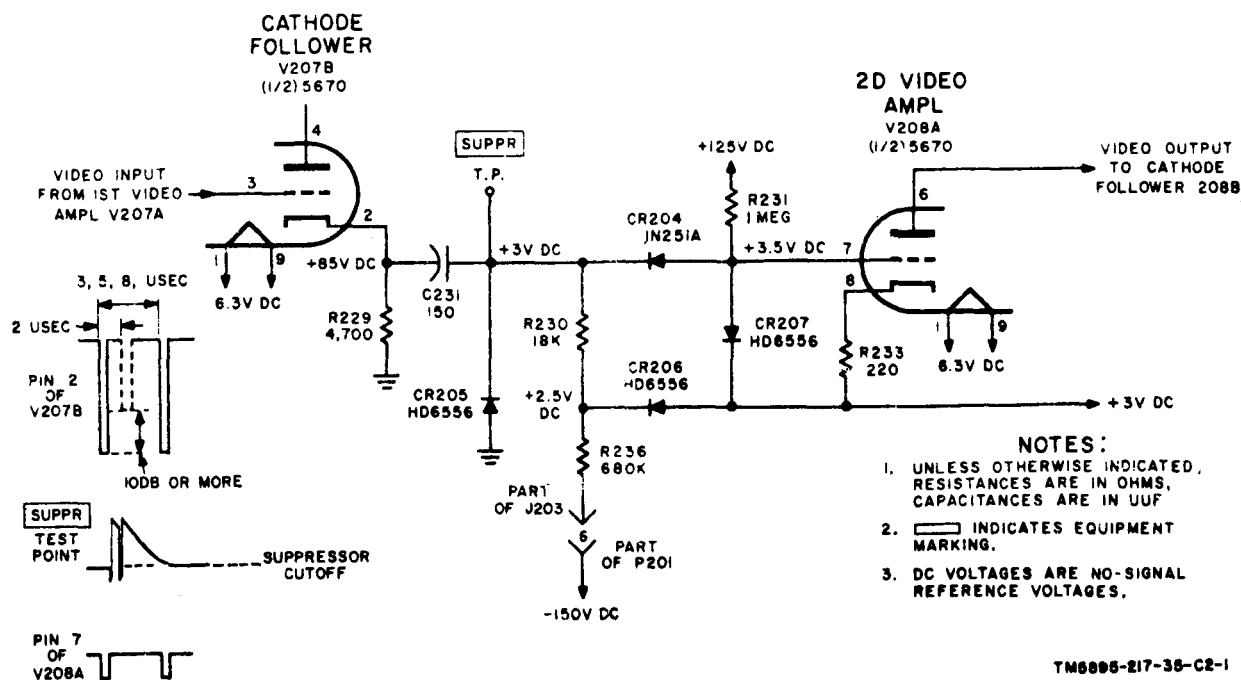 CATHODE
FOLLOWER
V207B
(1/2) 5670
4
VIDEO INPUT
FROM 1ST VIDEO
AMPL V207A
3
2
1
9
6.3V DC
+85V DC
R229
4,700
C231
150
SUPPR
T.P.
+3V DC
CR205
HD6556
R230
18K
+2.5V
DC
R236
680K
PART
OF J203
6
PART
OF P201
-150V DC
CR204
JN251A
+125V DC
R231
1 MEG
+3.5V DC
CR207
HD6556
CR206
HD6556
2D VIDEO
AMPL
V208A
(1/2) 5670
6
7
8
1
9
6.3V DC
R233
220
VIDEO OUTPUT
TO CATHODE
FOLLOWER 208B
+3V DC
3, 5, 8, USEC
2 USEC
PIN 2
OF
V207B
10DB OR MORE
SUPPR
TEST
POINT
SUPPRESSOR
CUTOFF
PIN 7
OF
V208A
NOTES:
1. UNLESS OTHERWISE INDICATED,
RESISTANCES ARE IN OHMS,
CAPACITANCES ARE IN UUF
2. INDICATES EQUIPMENT
MARKING.
3. DC VOLTAGES ARE NO-SIGNAL
REFERENCE VOLTAGES.
TM5895-217-35-C2-1